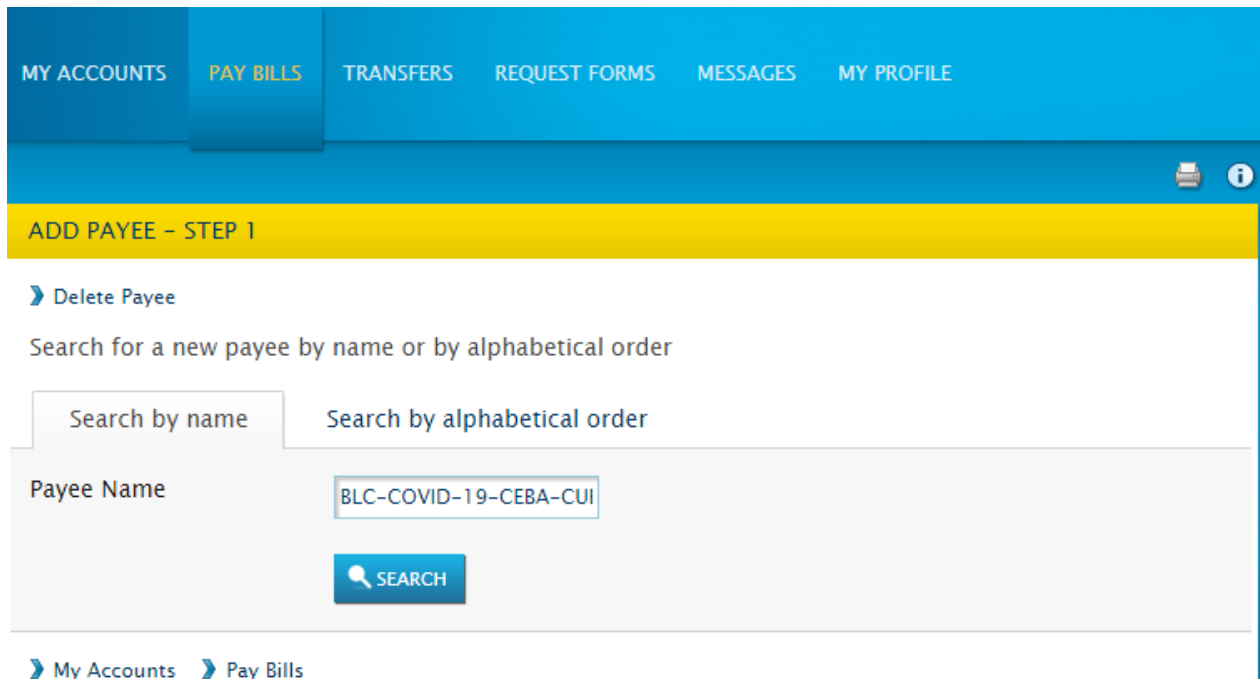 MY ACCOUNTS PAY BILLS TRANSFERS REQUEST FORMS MESSAGES MY PROFILE
ADD PAYEE – STEP 1
Delete Payee
Search for a new payee by name or by alphabetical order
Search by name Search by alphabetical order
Payee Name BLC-COVID-19-CEBA-CUI
SEARCH
My Accounts Pay Bills